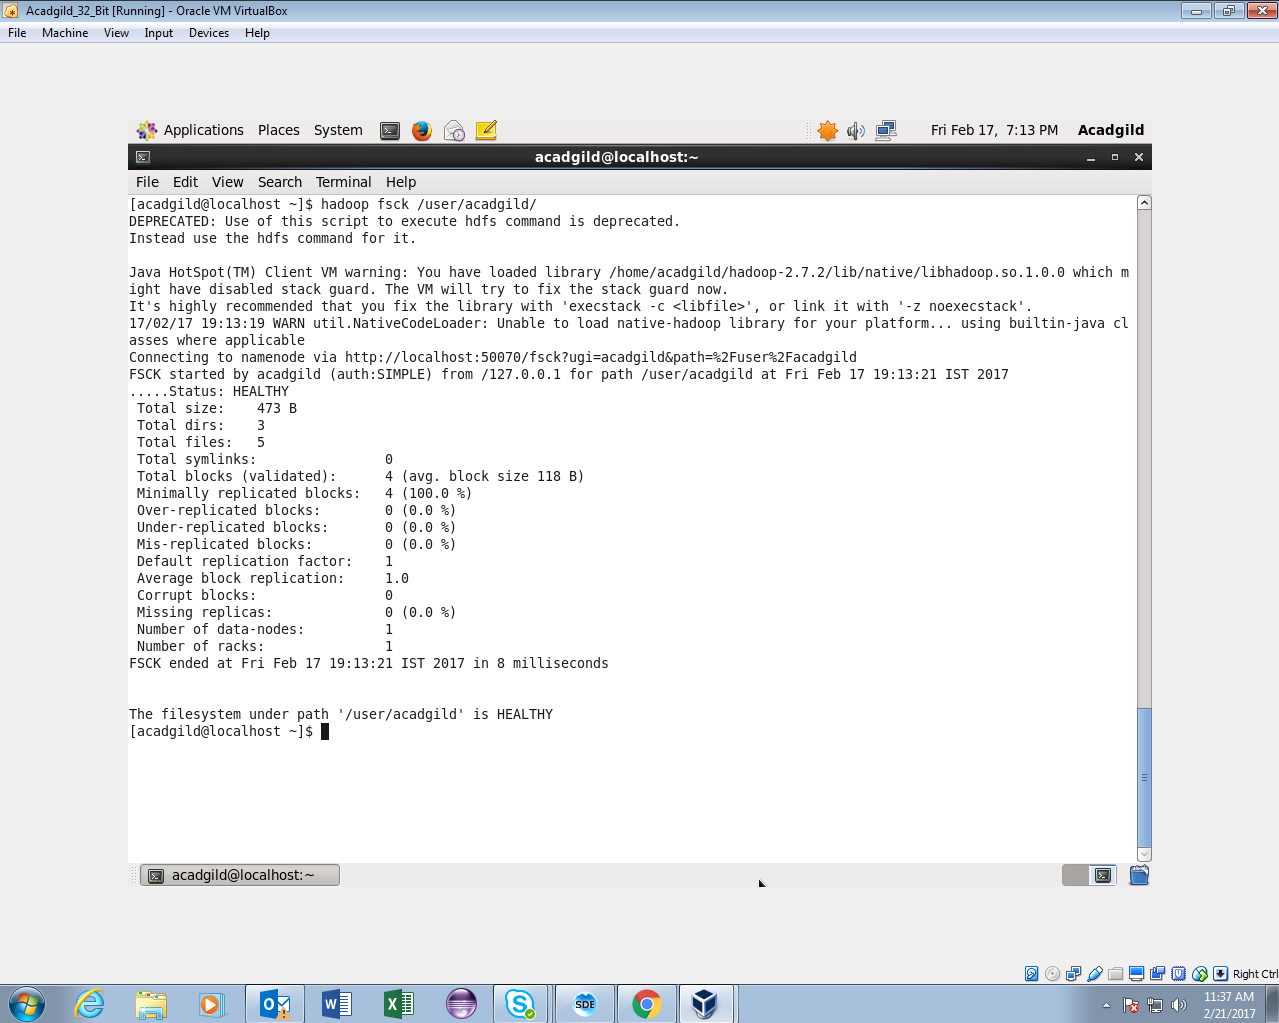 Acadgild_32_Bit [Running] - Oracle VM VirtualBox
File Machine View Input Devices Help
Applications Places System Fri Feb 17, 7:13 PM Acadgild
acadgild@localhost:~
File Edit View Search Terminal Help
[acadgild@localhost ~]$ hadoop fsck /user/acadgild/
DEPRECATED: Use of this script to execute hdfs command is deprecated.
Instead use the hdfs command for it.
Java HotSpot(TM) Client VM warning: You have loaded library /home/acadgild/hadoop-2.7.2/lib/native/libhadoop.so.1.0.0 which m
ight have disabled stack guard. The VM will try to fix the stack guard now.
It's highly recommended that you fix the library with 'execstack -c <libfile>', or link it with '-z noexecstack'.
17/02/17 19:13:19 WARN util.NativeCodeLoader: Unable to load native-hadoop library for your platform... using builtin-java cl
asses where applicable
Connecting to namenode via http://localhost:50070/fsck?ugi=acadgild&path=%2Fuser%2Facadgild
FSCK started by acadgild (auth:SIMPLE) from /127.0.0.1 for path /user/acadgild at Fri Feb 17 19:13:21 IST 2017
.....Status: HEALTHY
Total size: 473 B
Total dirs: 3
Total files: 5
Total symlinks: 0
Total blocks (validated): 4 (avg. block size 118 B)
Minimally replicated blocks: 4 (100.0 %)
Over-replicated blocks: 0 (0.0 %)
Under-replicated blocks: 0 (0.0 %)
Mis-replicated blocks: 0 (0.0 %)
Default replication factor: 1
Average block replication: 1.0
Corrupt blocks: 0
Missing replicas: 0 (0.0 %)
Number of data-nodes: 1
Number of racks: 1
FSCK ended at Fri Feb 17 19:13:21 IST 2017 in 8 milliseconds
The filesystem under path '/user/acadgild' is HEALTHY
[acadgild@localhost ~]$
acadgild@localhost:~
Right Ctrl
SDE
11:37 AM
2/21/2017